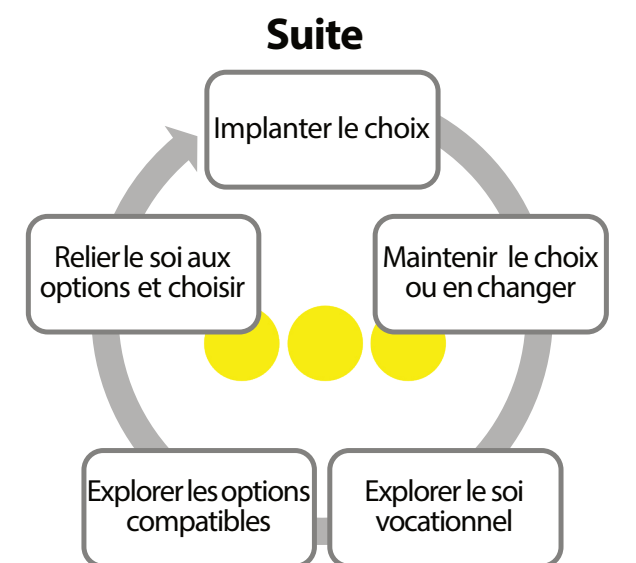 Suite
Implanter le choix
Relier le soi aux
options et choisir
Maintenir le choix
ou en changer
Explorer les options
compatibles
Explorer le soi
vocationnel